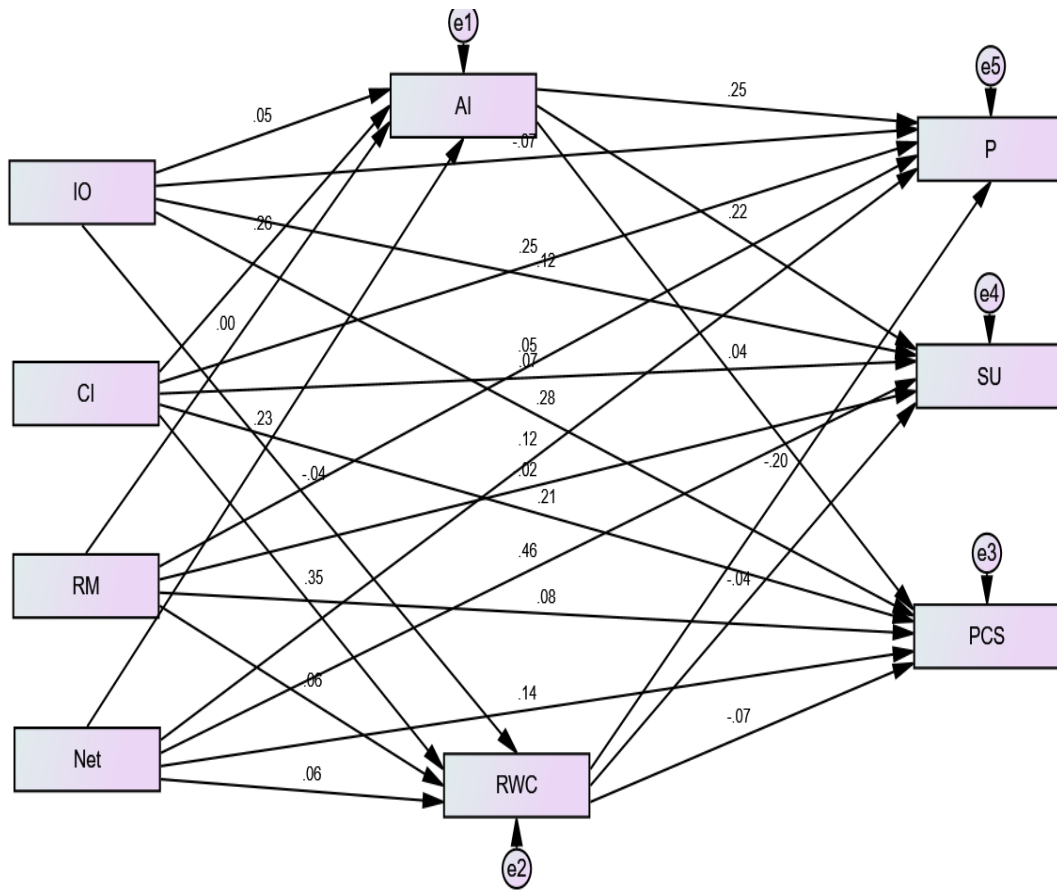 e1
AI
.25
e5
P
.05
-.07
IO
.26
.22
.25
.12
e4
.00
.05
.07
.04
SU
CI
.28
.23
.12
-.04
.02
-.20
.21
.46
e3
RM
.35
.08
-.04
PCS
.06
.14
-.07
Net
.06
RWC
e2